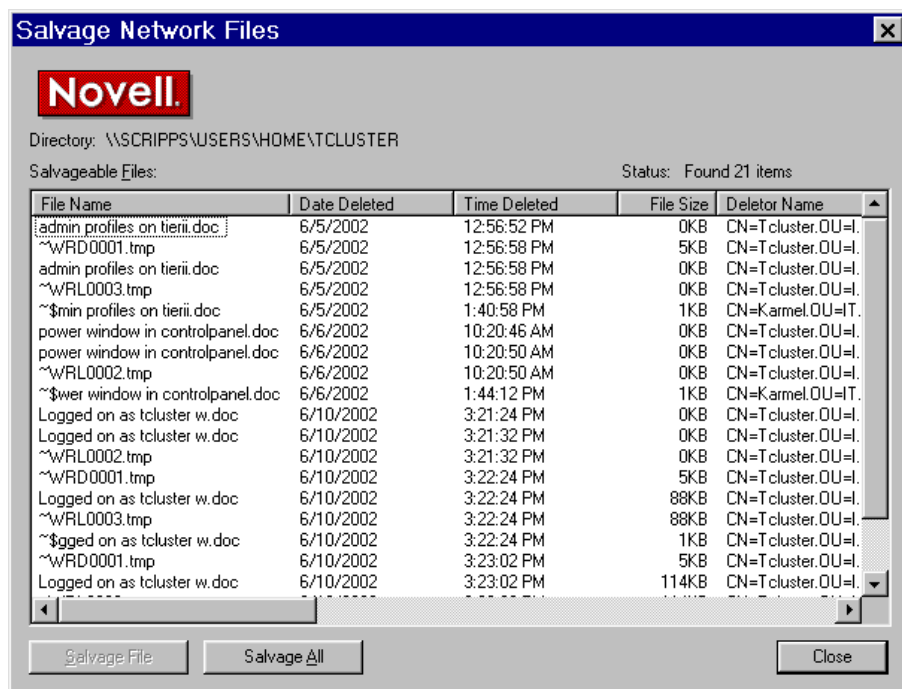 Salvage Network Files
Novell.
Directory: \\SCRIPPS\USERS\HOME\TCLUSTER
Salvageable Files: Status: Found 21 items
File Name Date Deleted Time Deleted File Size Deletor Name
admin profiles on tierii.doc 6/5/2002 12:56:52 PM 0KB CN=Tcluster.OU=I.
~WRD0001.tmp 6/5/2002 12:56:58 PM 5KB CN=Tcluster.OU=I.
admin profiles on tierii.doc 6/5/2002 12:56:58 PM 0KB CN=Tcluster.OU=I.
~WRL0003.tmp 6/5/2002 12:56:58 PM 0KB CN=Tcluster.OU=I.
~$min profiles on tierii.doc 6/5/2002 1:40:58 PM 1KB CN=Karmel.OU=IT.
power window in controlpanel.doc 6/6/2002 10:20:46 AM 0KB CN=Tcluster.OU=I.
power window in controlpanel.doc 6/6/2002 10:20:50 AM 0KB CN=Tcluster.OU=I.
~WRL0002.tmp 6/6/2002 10:20:50 AM 0KB CN=Tcluster.OU=I.
~$wer window in controlpanel.doc 6/6/2002 1:44:12 PM 1KB CN=Karmel.OU=IT.
Logged on as tcluster w.doc 6/10/2002 3:21:24 PM 0KB CN=Tcluster.OU=I.
Logged on as tcluster w.doc 6/10/2002 3:21:32 PM 0KB CN=Tcluster.OU=I.
~WRL0002.tmp 6/10/2002 3:21:32 PM 0KB CN=Tcluster.OU=I.
~WRD0001.tmp 6/10/2002 3:22:24 PM 5KB CN=Tcluster.OU=I.
Logged on as tcluster w.doc 6/10/2002 3:22:24 PM 88KB CN=Tcluster.OU=I.
~WRL0003.tmp 6/10/2002 3:22:24 PM 88KB CN=Tcluster.OU=I.
~$gged on as tcluster w.doc 6/10/2002 3:22:24 PM 1KB CN=Tcluster.OU=I.
~WRD0001.tmp 6/10/2002 3:23:02 PM 5KB CN=Tcluster.OU=I.
Logged on as tcluster w.doc 6/10/2002 3:23:02 PM 114KB CN=Tcluster.OU=I.
Salvage File Salvage All Close